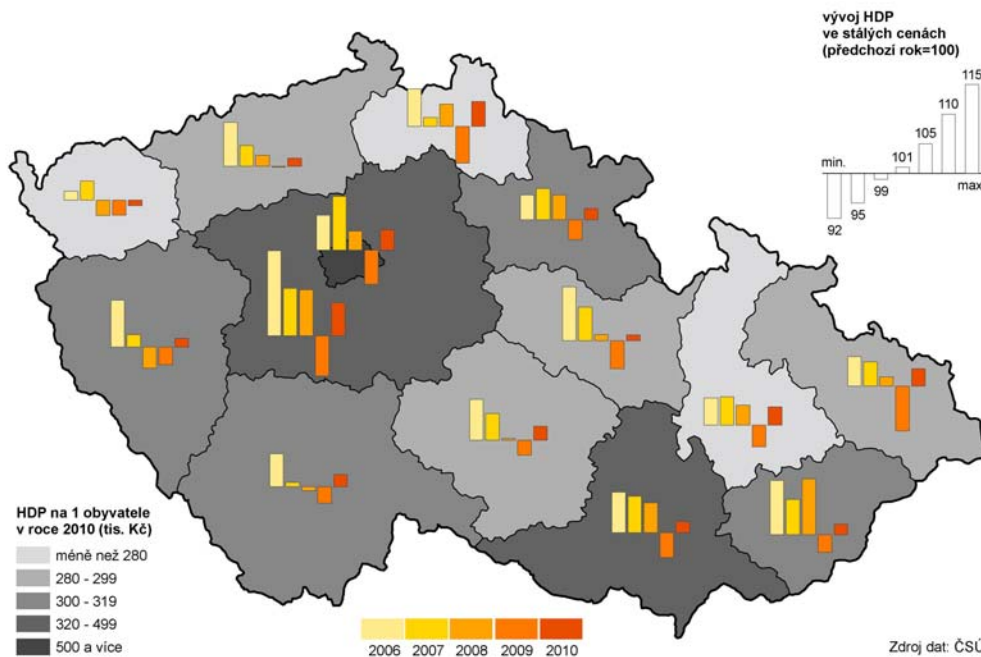 vývoj HDP
ve stálých cenách
(předchozí rok=100)
115
110
105
101
min.
99
max
95
92
HDP na 1 obyvatele
v roce 2010 (tis. Kč)
méně než 280
280 - 299
300 - 319
320 - 499
500 a více
2006 2007 2008 2009 2010
Zdroj dat: ČSÚ